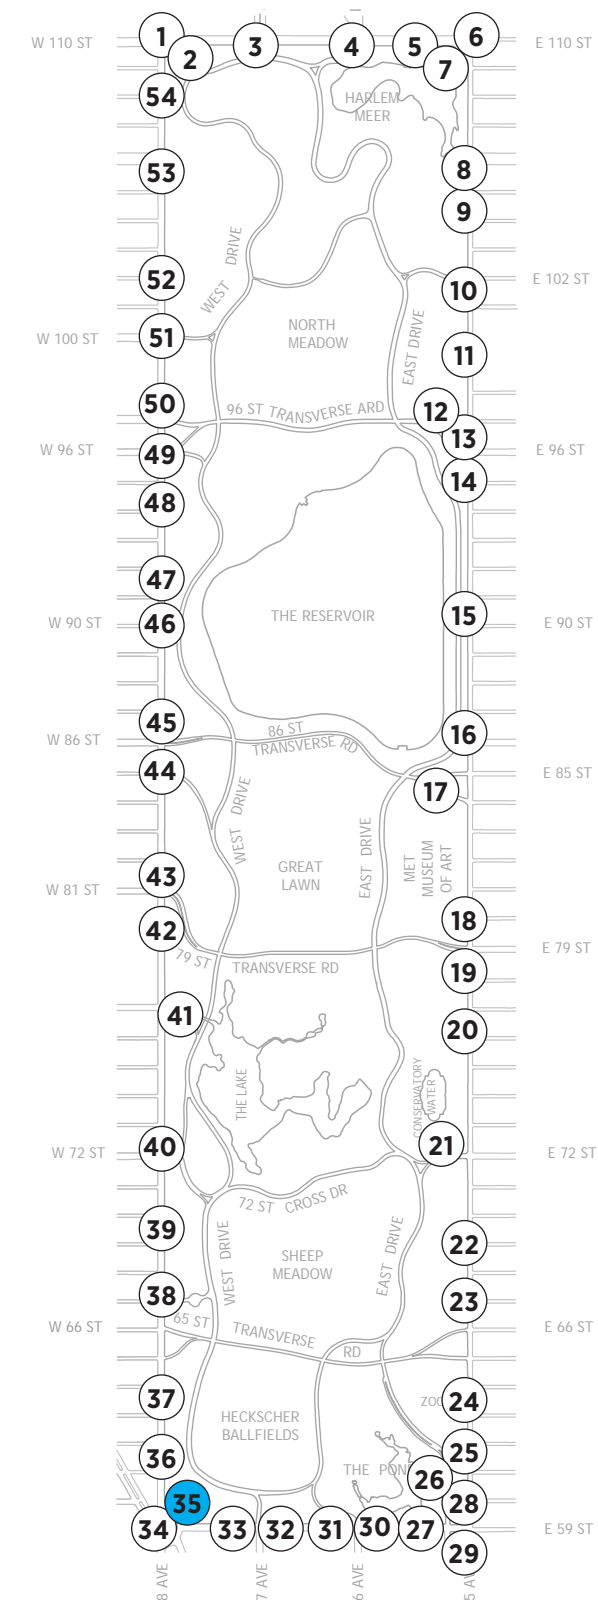 1
6
W 110 ST
3
4
5
E 110 ST
2
7
54
HARLEM
MEER
53
8
9
WEST DRIVE
52
E 102 ST
10
NORTH
MEADOW
W 100 ST
51
EAST DRIVE
11
50
96 ST TRANSVERSE ARD
12
13
W 96 ST
49
E 96 ST
14
48
47
W 90 ST
46
THE RESERVOIR
15
E 90 ST
45
86 ST
TRANSVERSE RD
16
W 86 ST
44
E 85 ST
17
WEST DRIVE
EAST DRIVE
MET
MUSEUM
OF ART
GREAT
LAWN
43
W 81 ST
42
18
79 ST TRANSVERSE RD
E 79 ST
19
41
20
THE LAKE
CONSERVATORY
WATER
40
21
W 72 ST
E 72 ST
72 ST CROSS DR
39
WEST DRIVE
SHEEP
MEADOW
EAST DRIVE
22
38
23
65 ST TRANSVERSE RD
W 66 ST
E 66 ST
37
ZOO
24
HECKSCHER
BALLFIELDS
36
25
THE POND
26
35
28
34
33
32
31
30
27
E 59 ST
29
8 AVE
7 AVE
6 AVE
5 AV